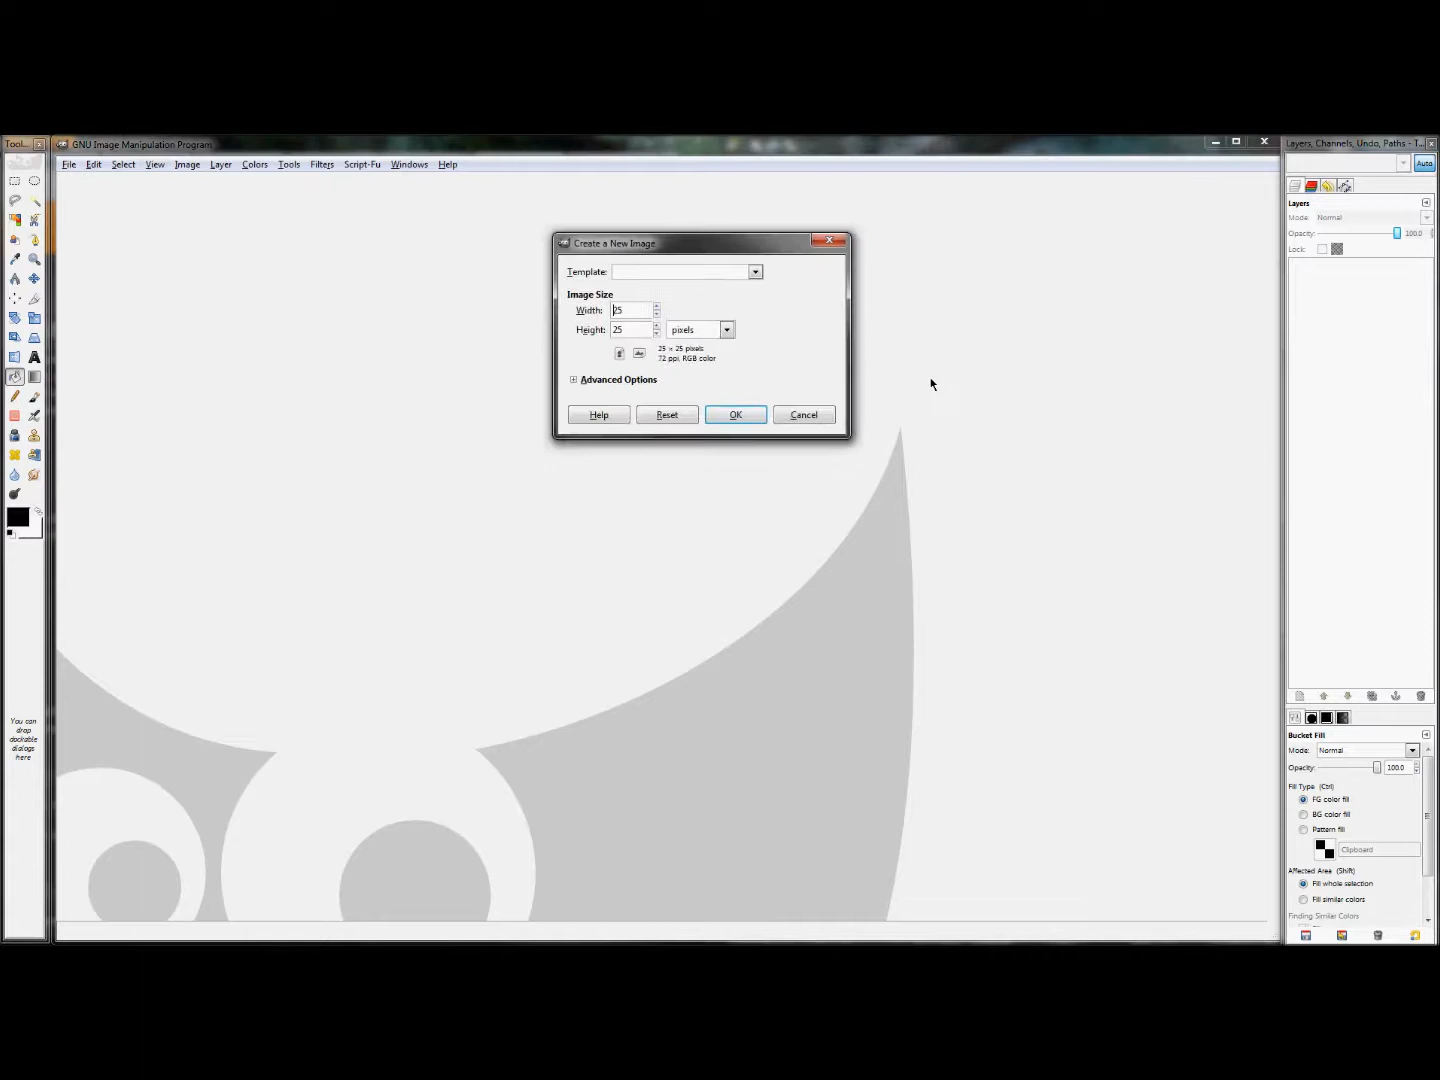 Tool...
GNU Image Manipulation Program
File Edit Select View Image Layer Colors Tools Filters Script-Fu Windows Help
Create a New Image
Template:
Image Size
Width: 25
Height: 25 pixels
25 × 25 pixels
72 ppi, RGB color
Advanced Options
Help Reset OK Cancel
You can
drop
dockable
dialogs
here
Layers, Channels, Undo, Paths - T...
Auto
Layers
Mode: Normal
Opacity: 100.0
Lock:
Bucket Fill
Mode: Normal
Opacity: 100.0
Fill Type (Ctrl)
FG color fill
BG color fill
Pattern fill
Clipboard
Affected Area (Shift)
Fill whole selection
Fill similar colors
Finding Similar Colors